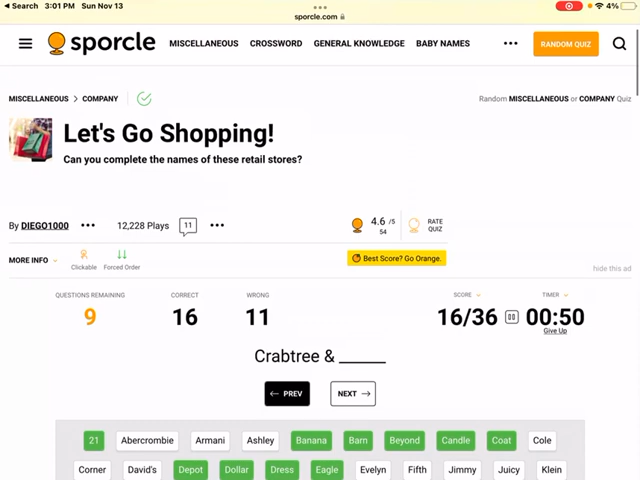 Search 3:01 PM Sun Nov 13
sporcle.com
4%
sporcle
MISCELLANEOUS CROSSWORD GENERAL KNOWLEDGE BABY NAMES ••• RANDOM QUIZ
MISCELLANEOUS > COMPANY
Random MISCELLANEOUS or COMPANY Quiz
Let's Go Shopping!
Can you complete the names of these retail stores?
By DIEGO1000 ••• 12,228 Plays 11 •••
4.6 /5
54
RATE
QUIZ
MORE INFO
Clickable Forced Order
Best Score? Go Orange.
hide this ad
QUESTIONS REMAINING CORRECT WRONG SCORE TIMER
9 16 11 16/36 00:50
Give Up
Crabtree & _____
← PREV NEXT →
21 Abercrombie Armani Ashley Banana Barn Beyond Candle Coat Cole
Corner David's Depot Dollar Dress Eagle Evelyn Fifth Jimmy Juicy Klein